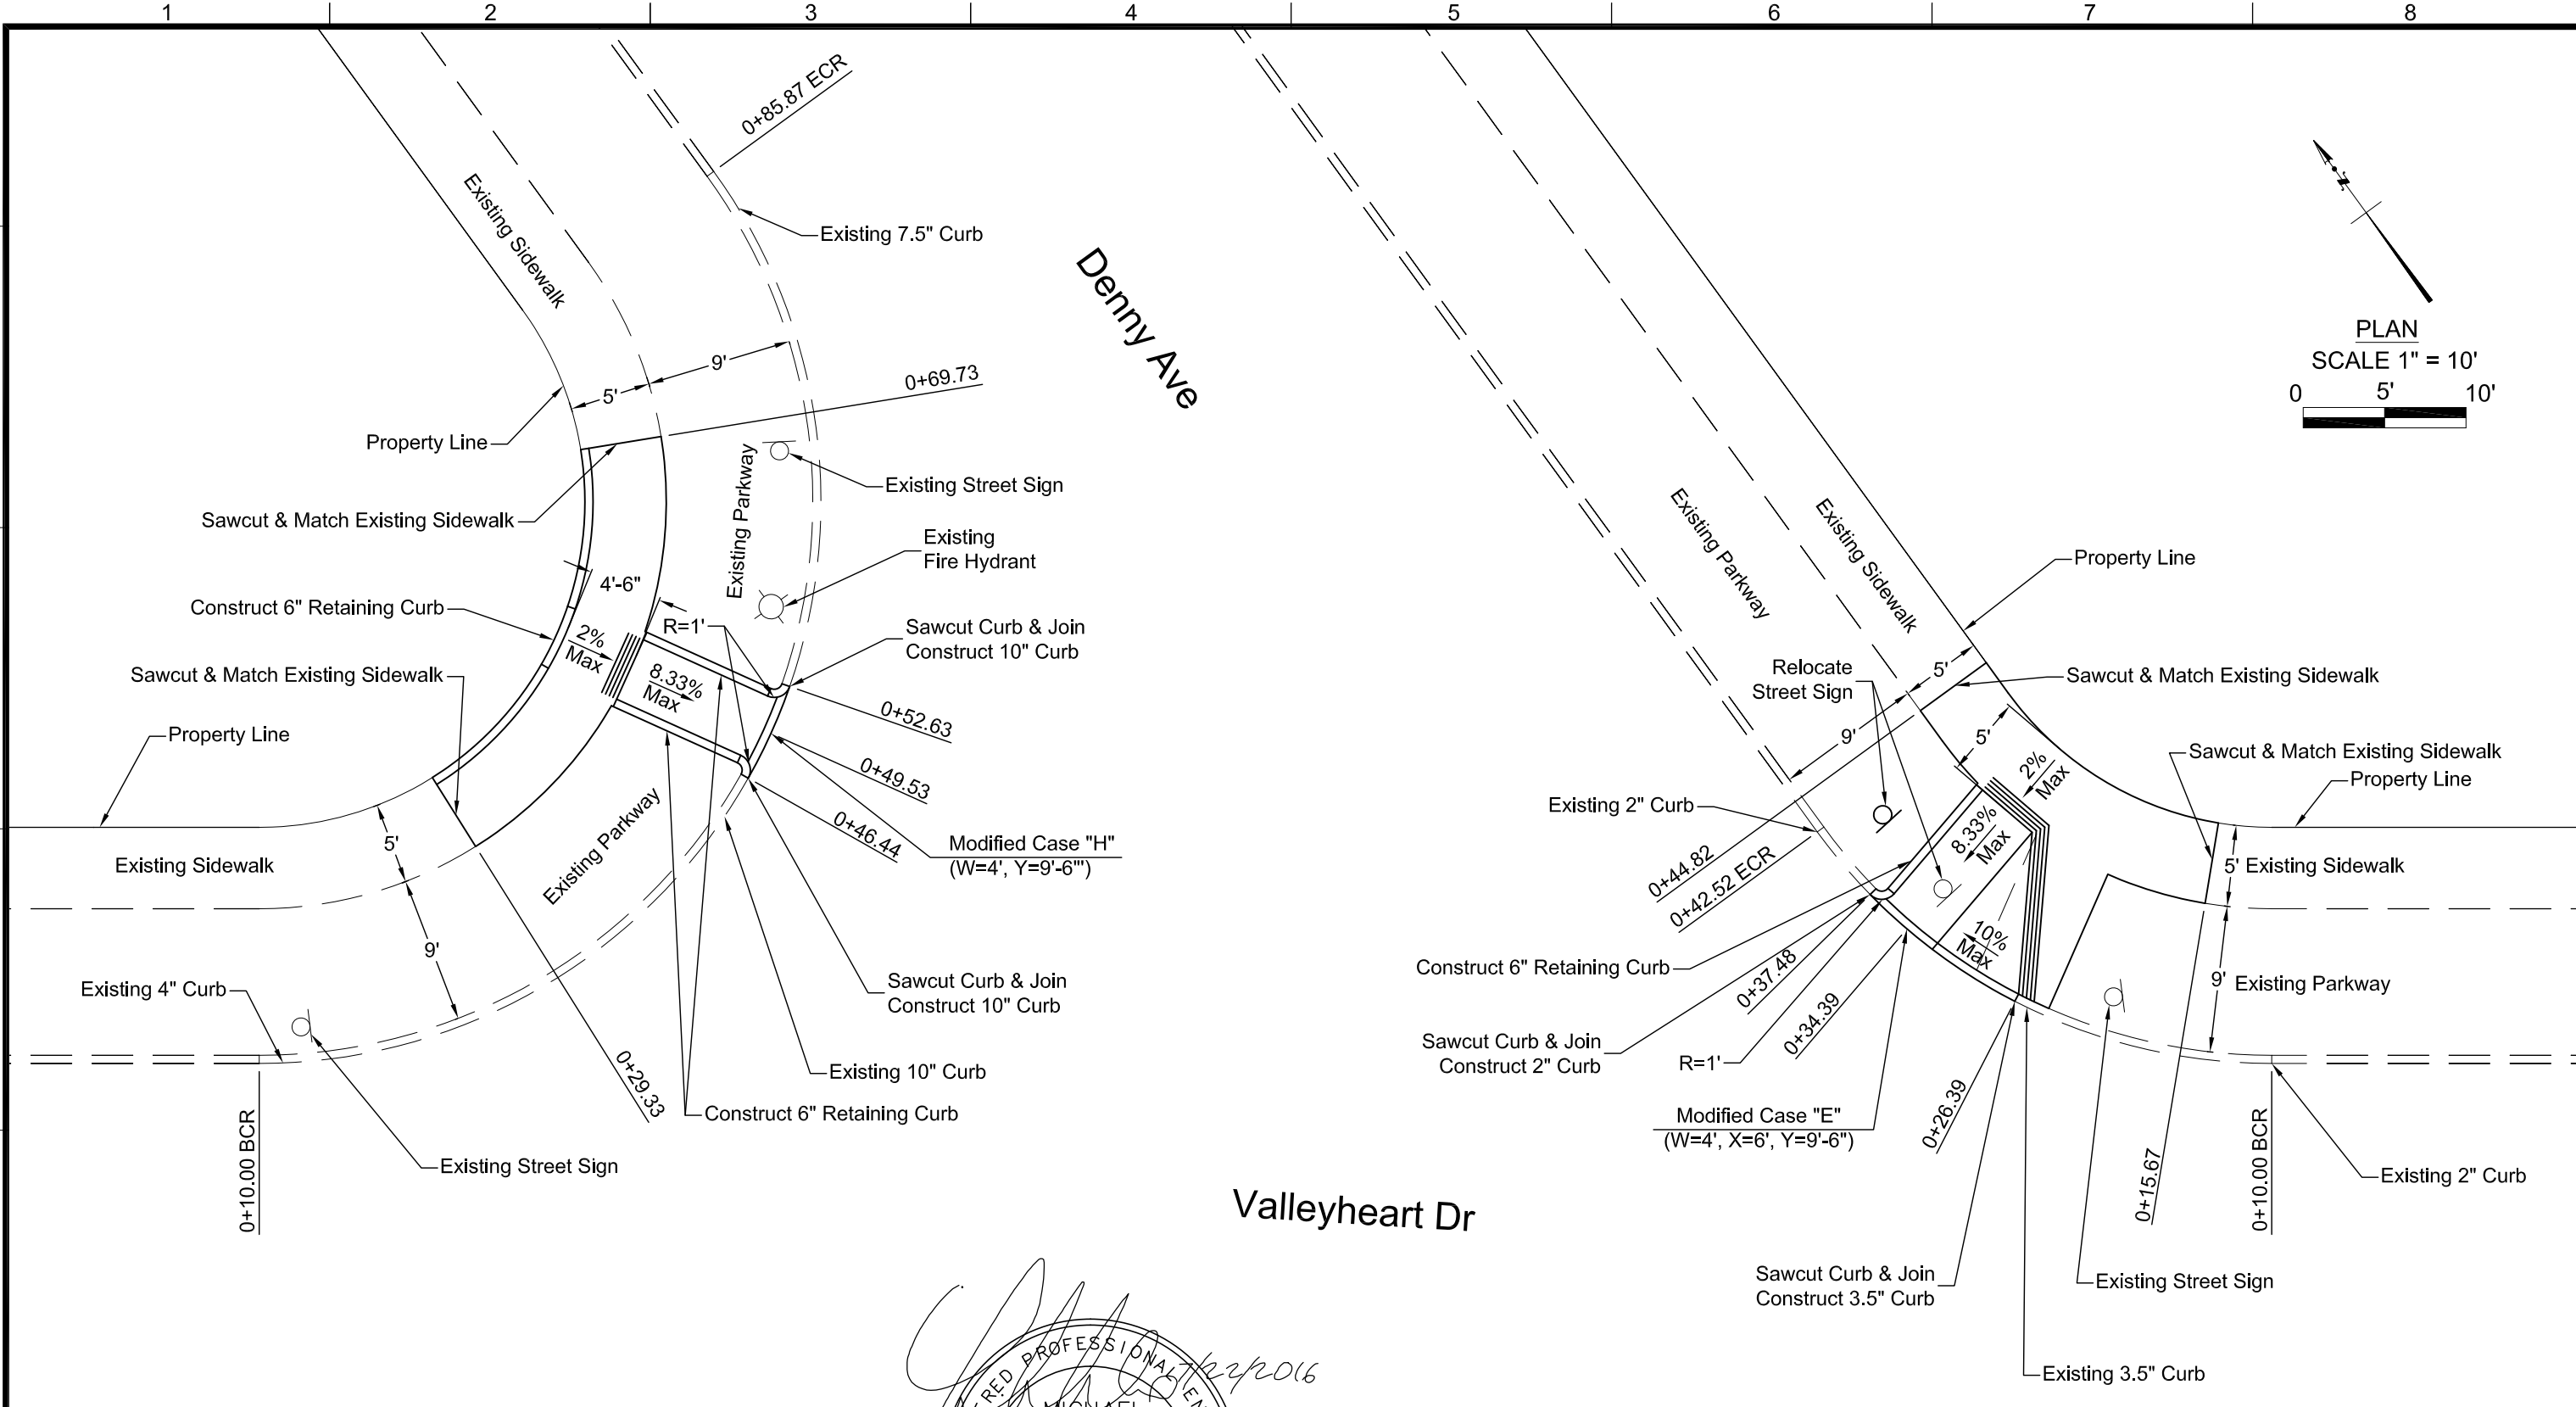 1
2
3
4
5
6
7
8
0+85.87 ECR
Existing 7.5" Curb
Existing Sidewalk
Denny Ave
PLAN
SCALE 1" = 10'
0
5'
10'
9'
5'
0+69.73
Property Line
Existing Street Sign
Sawcut & Match Existing Sidewalk
Existing Parkway
Existing
Fire Hydrant
4'-6"
Construct 6" Retaining Curb
R=1'
2%
Max
Sawcut Curb & Join
Construct 10" Curb
Sawcut & Match Existing Sidewalk
8.33%
Max
0+52.63
0+49.53
0+46.44
Property Line
Modified Case "H"
(W=4', Y=9'-6"')
5'
Existing Sidewalk
Existing Parkway
9'
Existing 4" Curb
Sawcut Curb & Join
Construct 10" Curb
Existing 10" Curb
0+29.33
Construct 6" Retaining Curb
0+10.00 BCR
Existing Street Sign
Existing Parkway
Existing Sidewalk
Property Line
Relocate
Street Sign
5'
Sawcut & Match Existing Sidewalk
9'
5'
2%
Max
Sawcut & Match Existing Sidewalk
Property Line
Existing 2" Curb
8.33%
Max
0+44.82
0+42.52 ECR
5'
Existing Sidewalk
10%
Max
Construct 6" Retaining Curb
0+37.48
0+34.39
9'
Existing Parkway
Sawcut Curb & Join
Construct 2" Curb
R=1'
Modified Case "E"
(W=4', X=6', Y=9'-6")
0+26.39
0+15.67
0+10.00 BCR
Existing 2" Curb
Valleyheart Dr
Sawcut Curb & Join
Construct 3.5" Curb
Existing Street Sign
Existing 3.5" Curb
PROFESSIONAL
7/22/2016